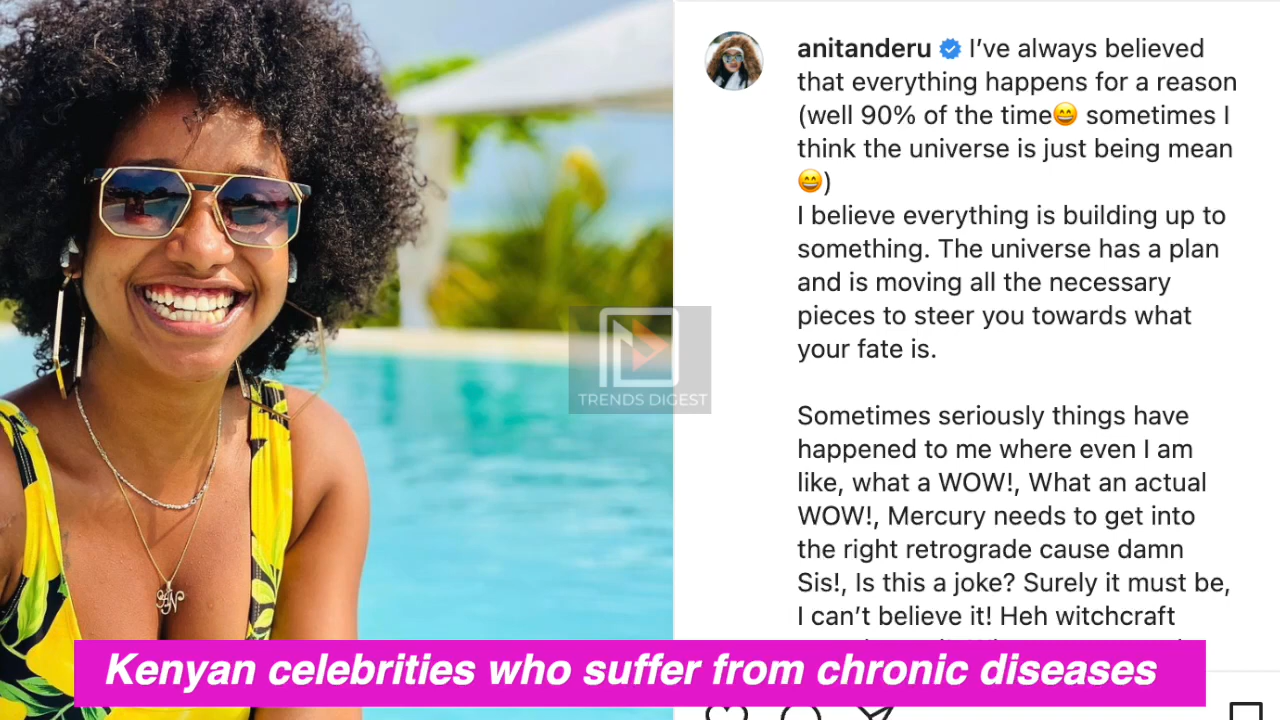 anitanderu I’ve always believed
that everything happens for a reason
(well 90% of the time😄 sometimes I
think the universe is just being mean
😄)
I believe everything is building up to
something. The universe has a plan
and is moving all the necessary
pieces to steer you towards what
your fate is.
Sometimes seriously things have
happened to me where even I am
like, what a WOW!, What an actual
WOW!, Mercury needs to get into
the right retrograde cause damn
Sis!, Is this a joke? Surely it must be,
I can’t believe it! Heh witchcraft
TRENDS DIGEST
Kenyan celebrities who suffer from chronic diseases